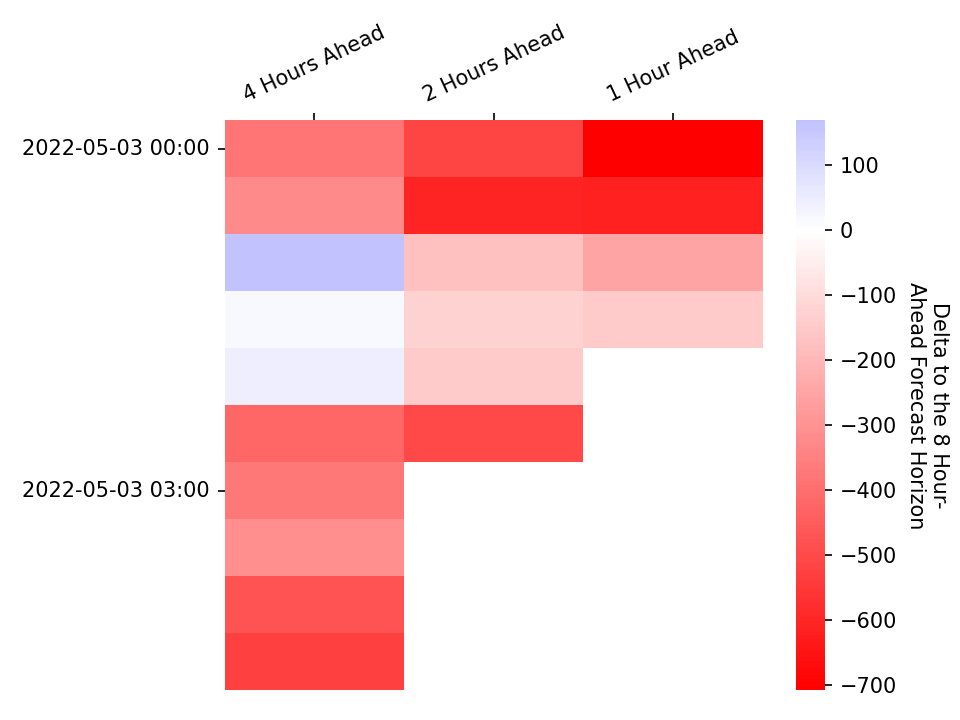 4 Hours Ahead
2 Hours Ahead
1 Hour Ahead
2022-05-03 00:00
2022-05-03 03:00
100
0
−100
−200
−300
−400
−500
−600
−700
Delta to the 8 Hour-
Ahead Forecast Horizon